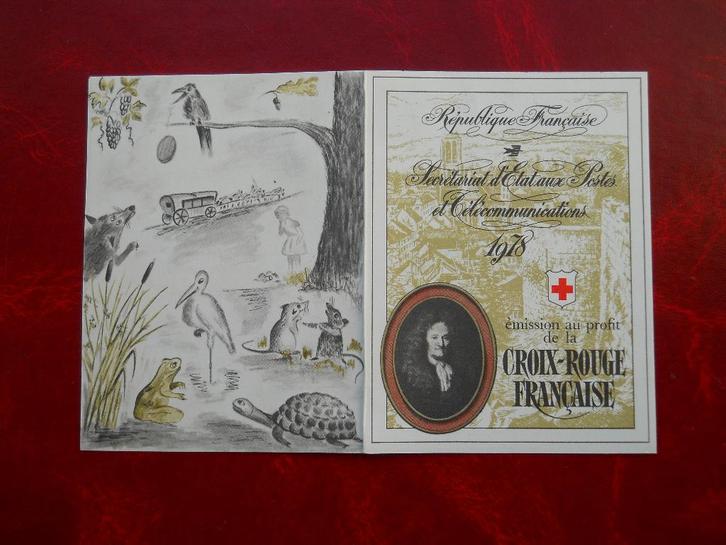 République Française
Secrétariat d'Etat aux Postes
et Télécommunications
1978
émission au profit
de la
CROIX-ROUGE
FRANÇAISE